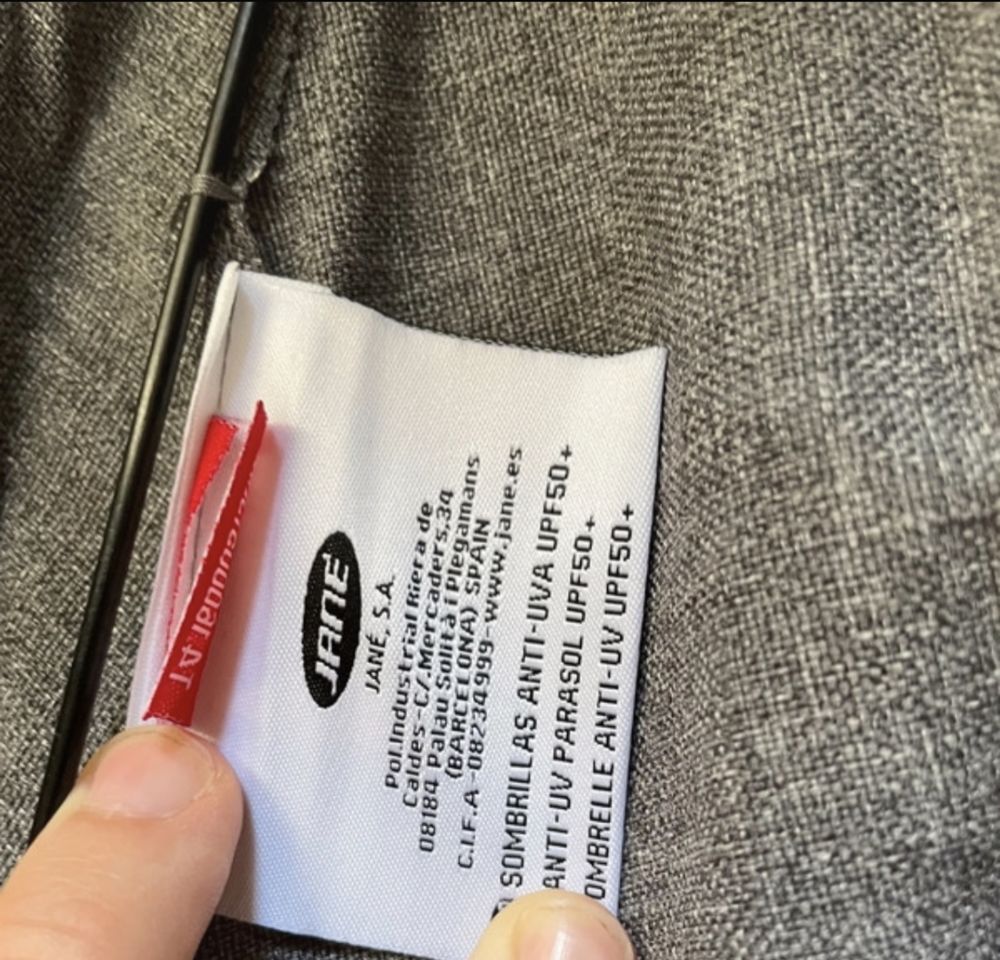 JANÉ
JANÉ, S.A.
Pol.Industrial Riera de
Caldes-C/.Mercaders,34
08184 Palau Solità i Plegamans
(BARCELONA) SPAIN
C.I.F.A -08234999-www.jane.es
SOMBRILLAS ANTI-UVA UPF50+
ANTI-UV PARASOL UPF50+
OMBRELLE ANTI-UV UPF50+